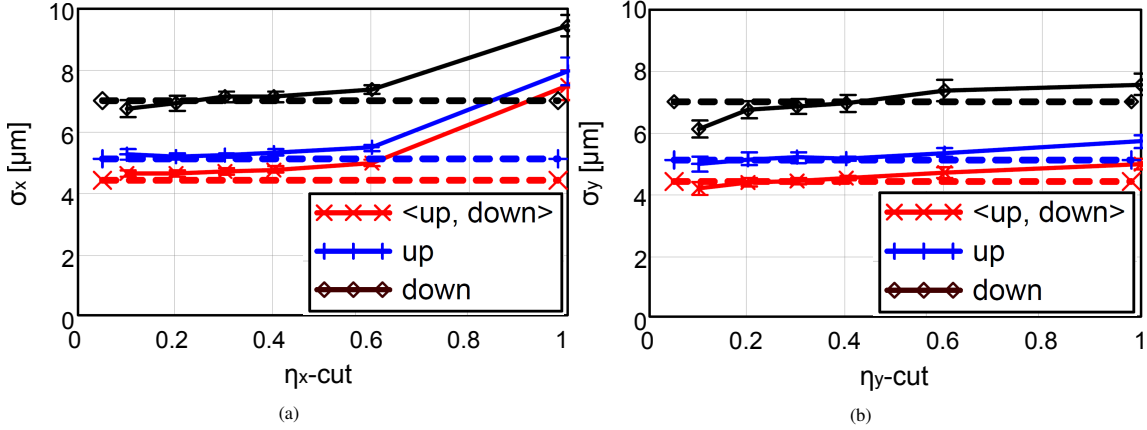 10
8
6
4
2
0
σx [µm]
<up, down>
up
down
0 0.2 0.4 0.6 0.8 1
ηx-cut
(a)
10
8
6
4
2
0
σy [µm]
<up, down>
up
down
0 0.2 0.4 0.6 0.8 1
ηy-cut
(b)